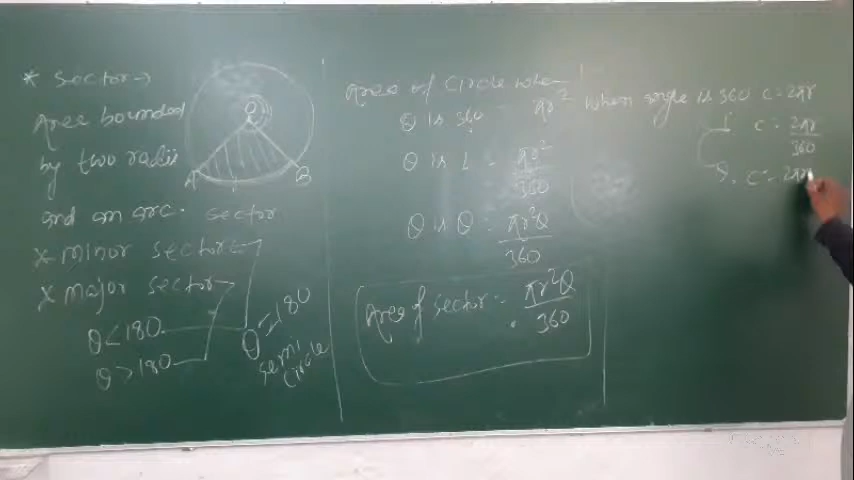 * Sector →
Area bounded
by two radii
and an arc. sector
x minor sector
x major sector
θ < 180
θ > 180
θ = 180
semi
circle
O
A
B
Area of circle when
θ is 360 πr²
θ is 1 = πr²/360
θ is θ = πr²θ/360
Area of sector = πr²θ/360
when angle is 360 c = 2πr
1° c = 2πr/360
θ. c = 2πr